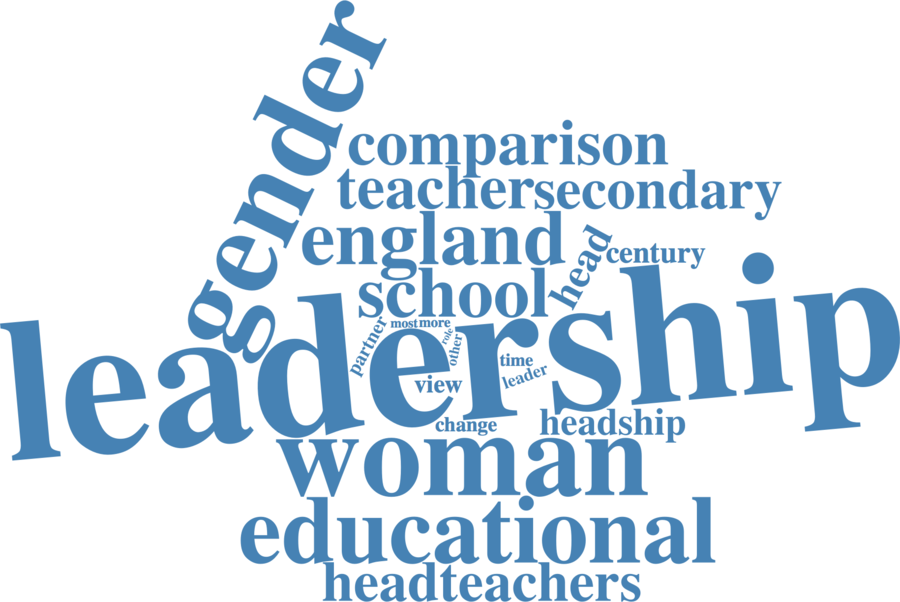 gender
comparison
teachersecondary
england
head
century
school
leadership
partner
most more
role
other
time
leader
view
change
headship
woman
educational
headteachers